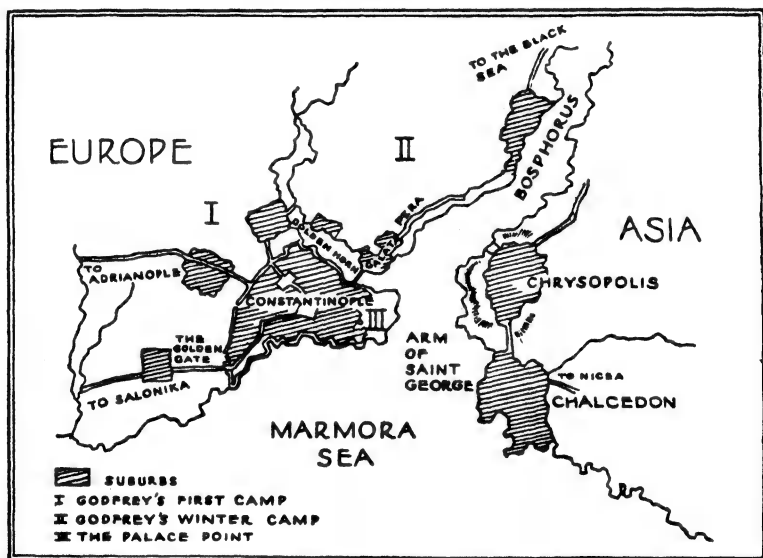 TO THE BLACK
SEA
EUROPE
II
BOSPHORUS
I
PERA
ASIA
GOLDEN HORN
GALATA
TO
ADRIANOPLE
CHRYSOPOLIS
CONSTANTINOPLE
III
THE
GOLDEN
GATE
ARM
OF
SAINT
GEORGE
TO NICEA
TO SALONIKA
CHALCEDON
MARMORA
SEA
SUBURBS
I GODFREY'S FIRST CAMP
II GODFREY'S WINTER CAMP
III THE PALACE POINT